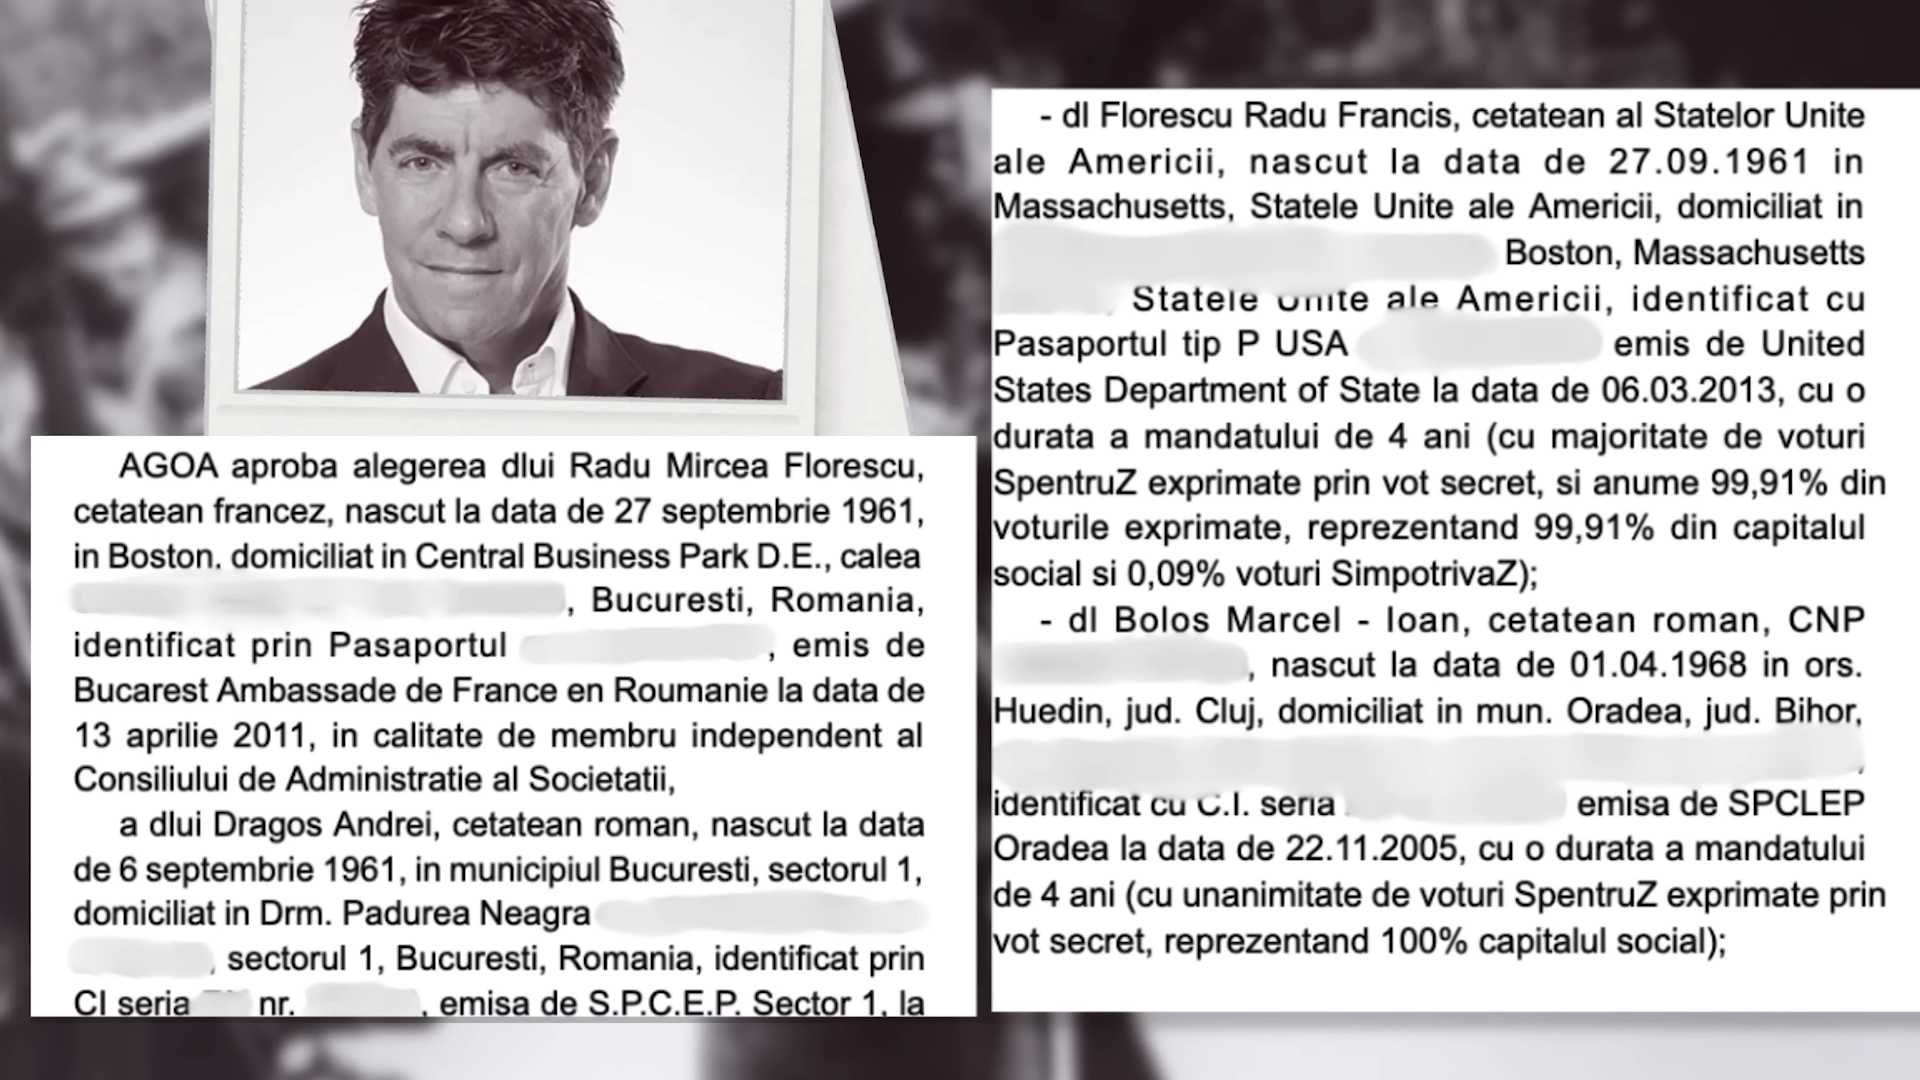 AGOA aproba alegerea dlui Radu Mircea Florescu,
cetatean francez, nascut la data de 27 septembrie 1961,
in Boston, domiciliat in Central Business Park D.E., calea
, Bucuresti, Romania,
identificat prin Pasaportul , emis de
Bucarest Ambassade de France en Roumanie la data de
13 aprilie 2011, in calitate de membru independent al
Consiliului de Administratie al Societatii,
a dlui Dragos Andrei, cetatean roman, nascut la data
de 6 septembrie 1961, in municipiul Bucuresti, sectorul 1,
domiciliat in Drm. Padurea Neagra
, sectorul 1, Bucuresti, Romania, identificat prin
CI seria nr. , emisa de S.P.C.E.P. Sector 1, la
- dl Florescu Radu Francis, cetatean al Statelor Unite
ale Americii, nascut la data de 27.09.1961 in
Massachusetts, Statele Unite ale Americii, domiciliat in
Boston, Massachusetts
, Statele Unite ale Americii, identificat cu
Pasaportul tip P USA emis de United
States Department of State la data de 06.03.2013, cu o
durata a mandatului de 4 ani (cu majoritate de voturi
SpentruZ exprimate prin vot secret, si anume 99,91% din
voturile exprimate, reprezentand 99,91% din capitalul
social si 0,09% voturi SimpotrivaZ);
- dl Bolos Marcel - Ioan, cetatean roman, CNP
, nascut la data de 01.04.1968 in ors.
Huedin, jud. Cluj, domiciliat in mun. Oradea, jud. Bihor,
,
identificat cu C.I. seria emisa de SPCLEP
Oradea la data de 22.11.2005, cu o durata a mandatului
de 4 ani (cu unanimitate de voturi SpentruZ exprimate prin
vot secret, reprezentand 100% capitalul social);